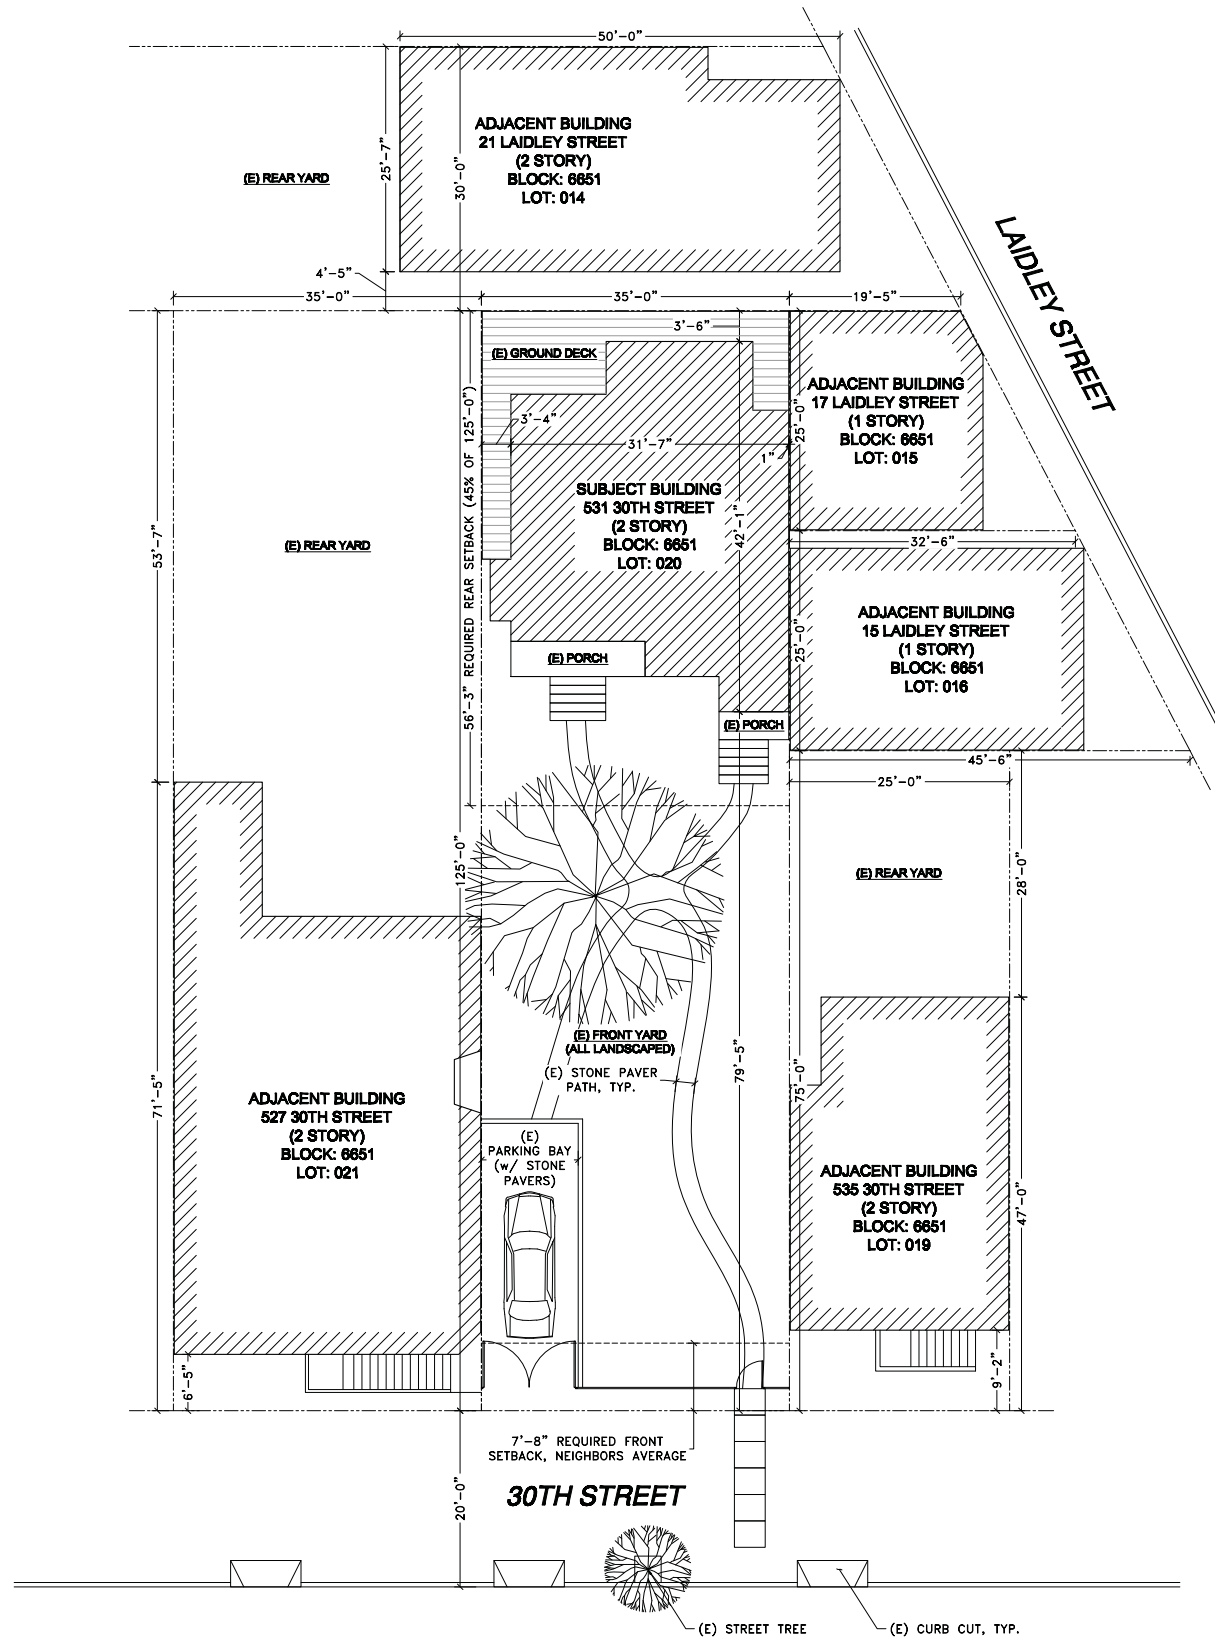 50'-0"
ADJACENT BUILDING
21 LAIDLEY STREET
(2 STORY)
BLOCK: 6651
LOT: 014
25'-7"
30'-0"
(E) REAR YARD
LAIDLEY STREET
4'-5"
35'-0"
35'-0"
19'-5"
3'-6"
(E) GROUND DECK
ADJACENT BUILDING
17 LAIDLEY STREET
(1 STORY)
BLOCK: 6651
LOT: 015
25'-0"
3'-4"
31'-7"
1"
56'-3" REQUIRED REAR SETBACK (45% OF 125'-0")
SUBJECT BUILDING
531 30TH STREET
(2 STORY)
BLOCK: 6651
LOT: 020
42'-1"
53'-7"
(E) REAR YARD
32'-6"
ADJACENT BUILDING
15 LAIDLEY STREET
(1 STORY)
BLOCK: 6651
LOT: 016
25'-0"
(E) PORCH
(E) PORCH
45'-6"
25'-0"
125'-0"
(E) REAR YARD
28'-0"
(E) FRONT YARD
(ALL LANDSCAPED)
(E) STONE PAVER
PATH, TYP.
79'-5"
75'-0"
71'-5"
ADJACENT BUILDING
527 30TH STREET
(2 STORY)
BLOCK: 6651
LOT: 021
(E)
PARKING BAY
(w/ STONE
PAVERS)
ADJACENT BUILDING
535 30TH STREET
(2 STORY)
BLOCK: 6651
LOT: 019
47'-0"
6'-5"
9'-2"
7'-8" REQUIRED FRONT
SETBACK, NEIGHBORS AVERAGE
30TH STREET
20'-0"
(E) STREET TREE
(E) CURB CUT, TYP.